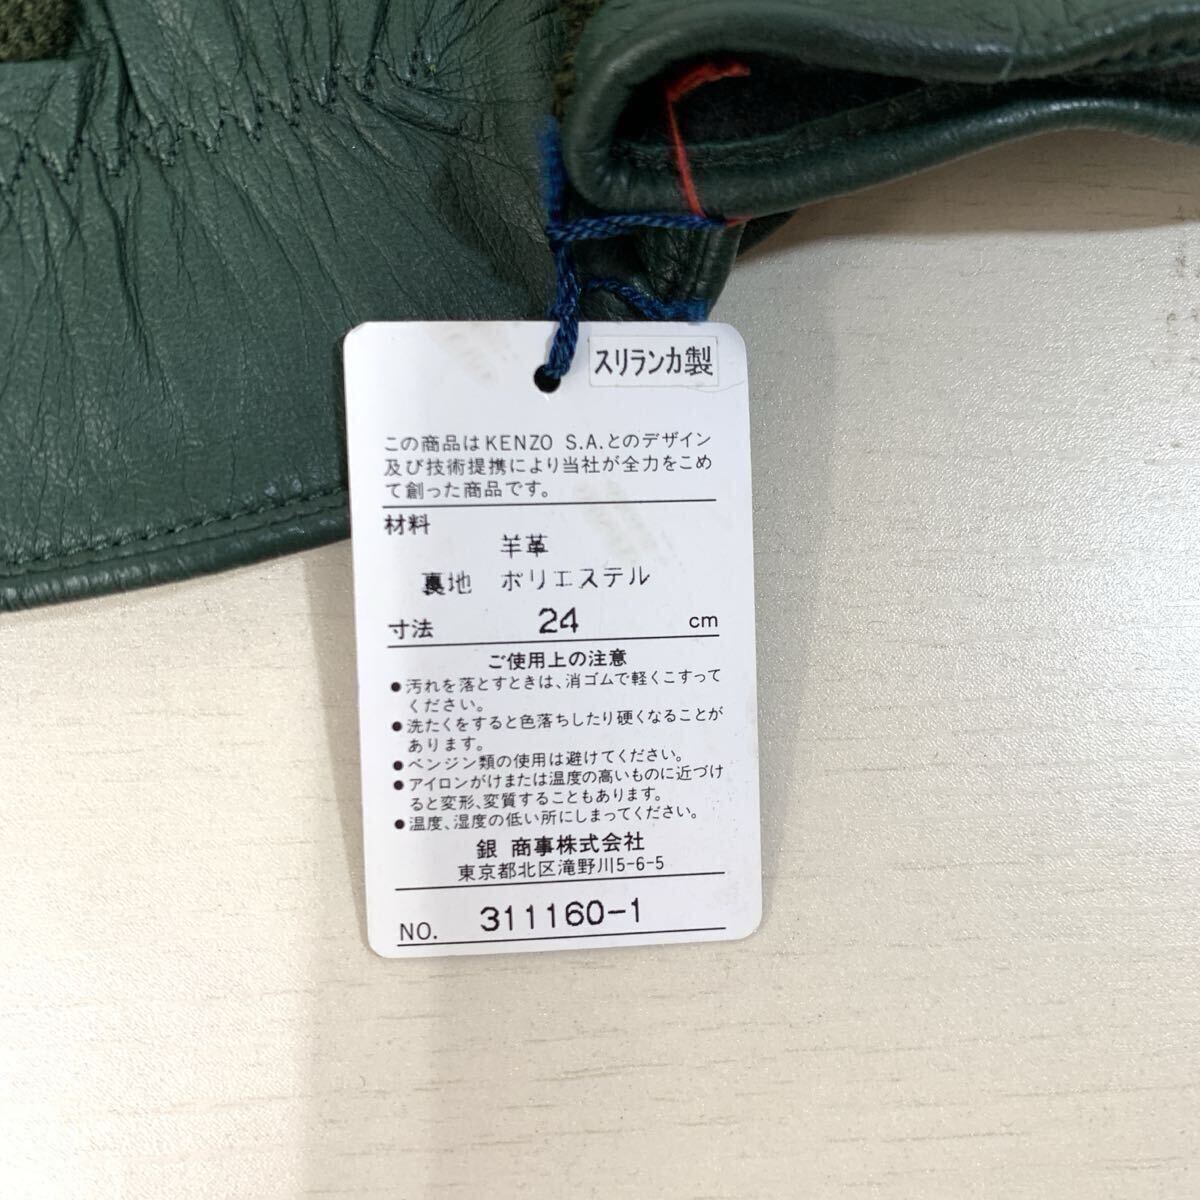 スリランカ製
この商品はKENZO S.A.とのデザイン
及び技術提携により当社が全力をこめ
て創った商品です。
材料
羊革
裏地 ポリエステル
寸法 24 cm
ご使用上の注意
●汚れを落とすときは、消ゴムで軽くこすって
ください。
●洗たくをすると色落ちしたり硬くなることが
あります。
●ベンジン類の使用は避けてください。
●アイロンがけまたは温度の高いものに近づけ
ると変形、変質することもあります。
●温度、湿度の低い所にしまってください。
銀 商事株式会社
東京都北区滝野川5-6-5
NO. 311160-1